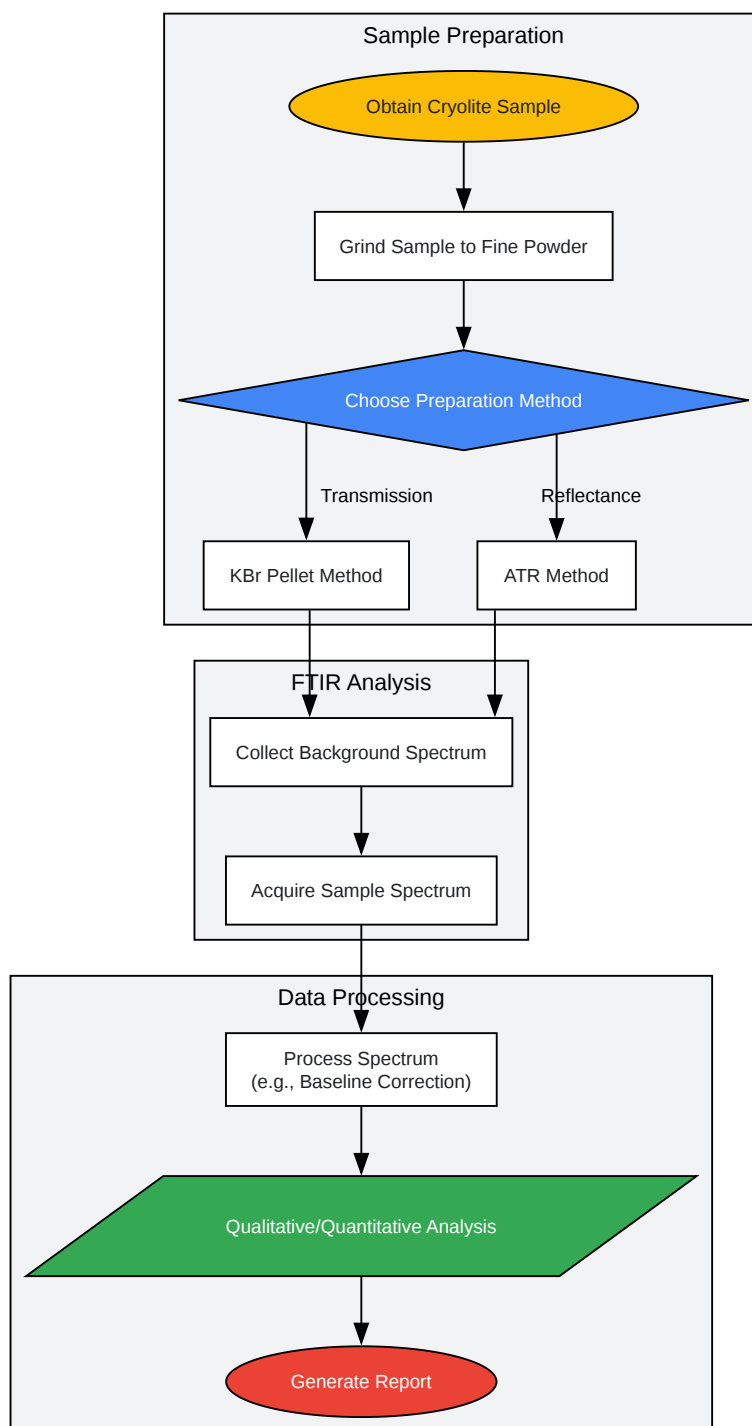 Sample Preparation
Obtain Cryolite Sample
Grind Sample to Fine Powder
Choose Preparation Method
Transmission
Reflectance
KBr Pellet Method
ATR Method
FTIR Analysis
Collect Background Spectrum
Acquire Sample Spectrum
Data Processing
Process Spectrum
(e.g., Baseline Correction)
Qualitative/Quantitative Analysis
Generate Report